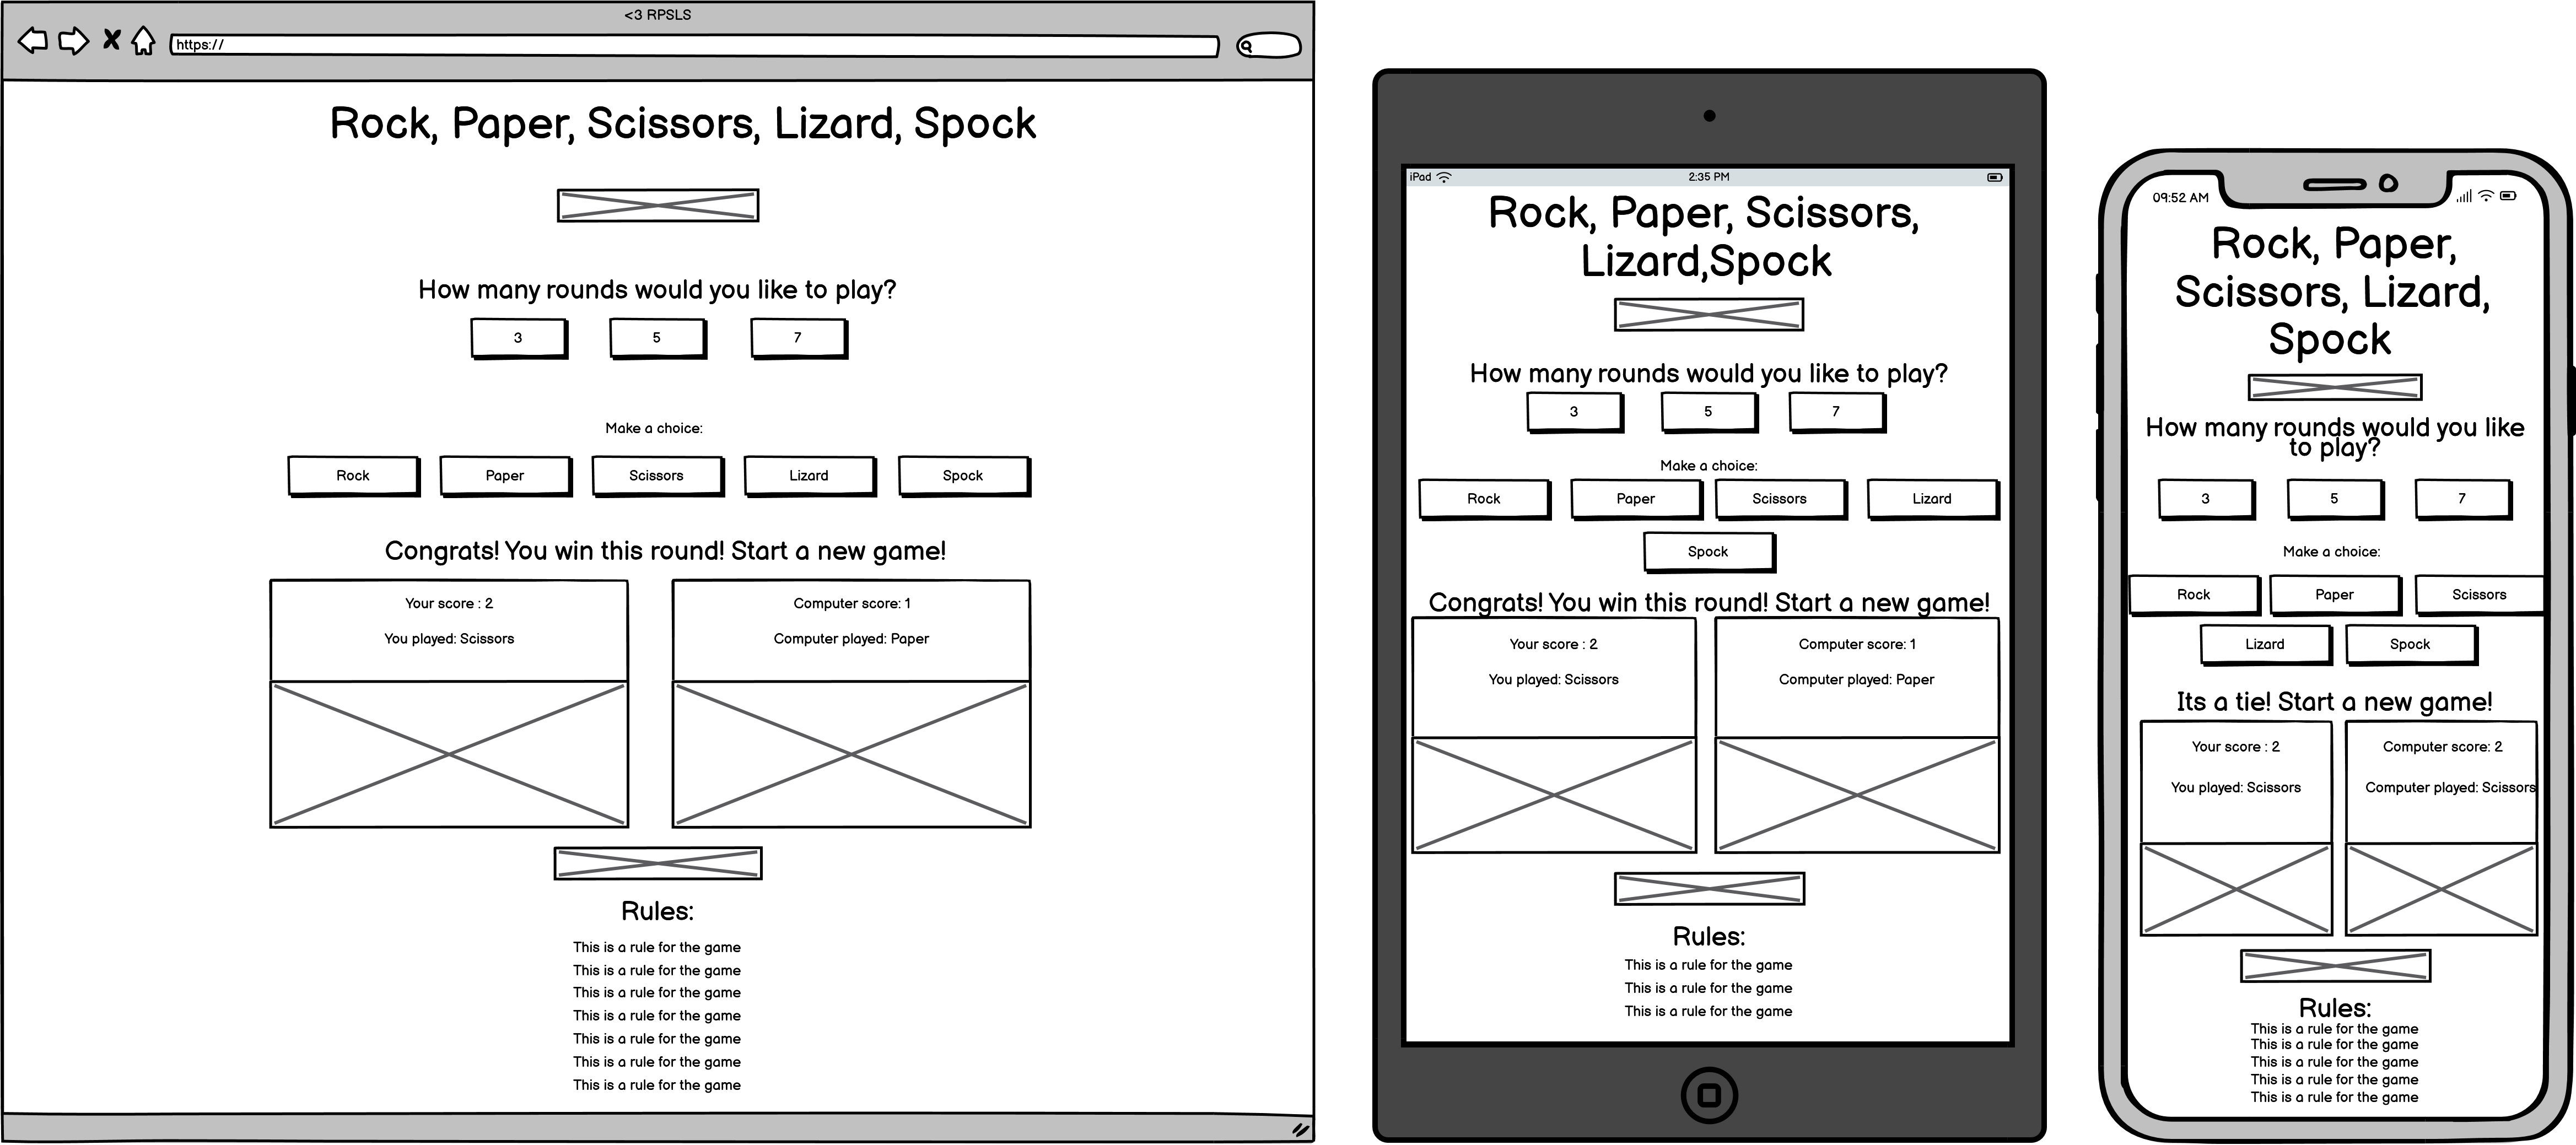 <3 RPSLS
https://
Rock, Paper, Scissors, Lizard, Spock
How many rounds would you like to play?
3 5 7
Make a choice:
Rock Paper Scissors Lizard Spock
Congrats! You win this round! Start a new game!
Your score : 2 Computer score: 1
You played: Scissors Computer played: Paper
Rules:
This is a rule for the game
This is a rule for the game
This is a rule for the game
This is a rule for the game
This is a rule for the game
This is a rule for the game
This is a rule for the game
iPad 2:35 PM
Rock, Paper, Scissors,
Lizard,Spock
How many rounds would you like to play?
3 5 7
Make a choice:
Rock Paper Scissors Lizard
Spock
Congrats! You win this round! Start a new game!
Your score : 2 Computer score: 1
You played: Scissors Computer played: Paper
Rules:
This is a rule for the game
This is a rule for the game
This is a rule for the game
09:52 AM
Rock, Paper,
Scissors, Lizard,
Spock
How many rounds would you like
to play?
3 5 7
Make a choice:
Rock Paper Scissors
Lizard Spock
Its a tie! Start a new game!
Your score : 2 Computer score: 2
You played: Scissors Computer played: Scissors
Rules:
This is a rule for the game
This is a rule for the game
This is a rule for the game
This is a rule for the game
This is a rule for the game